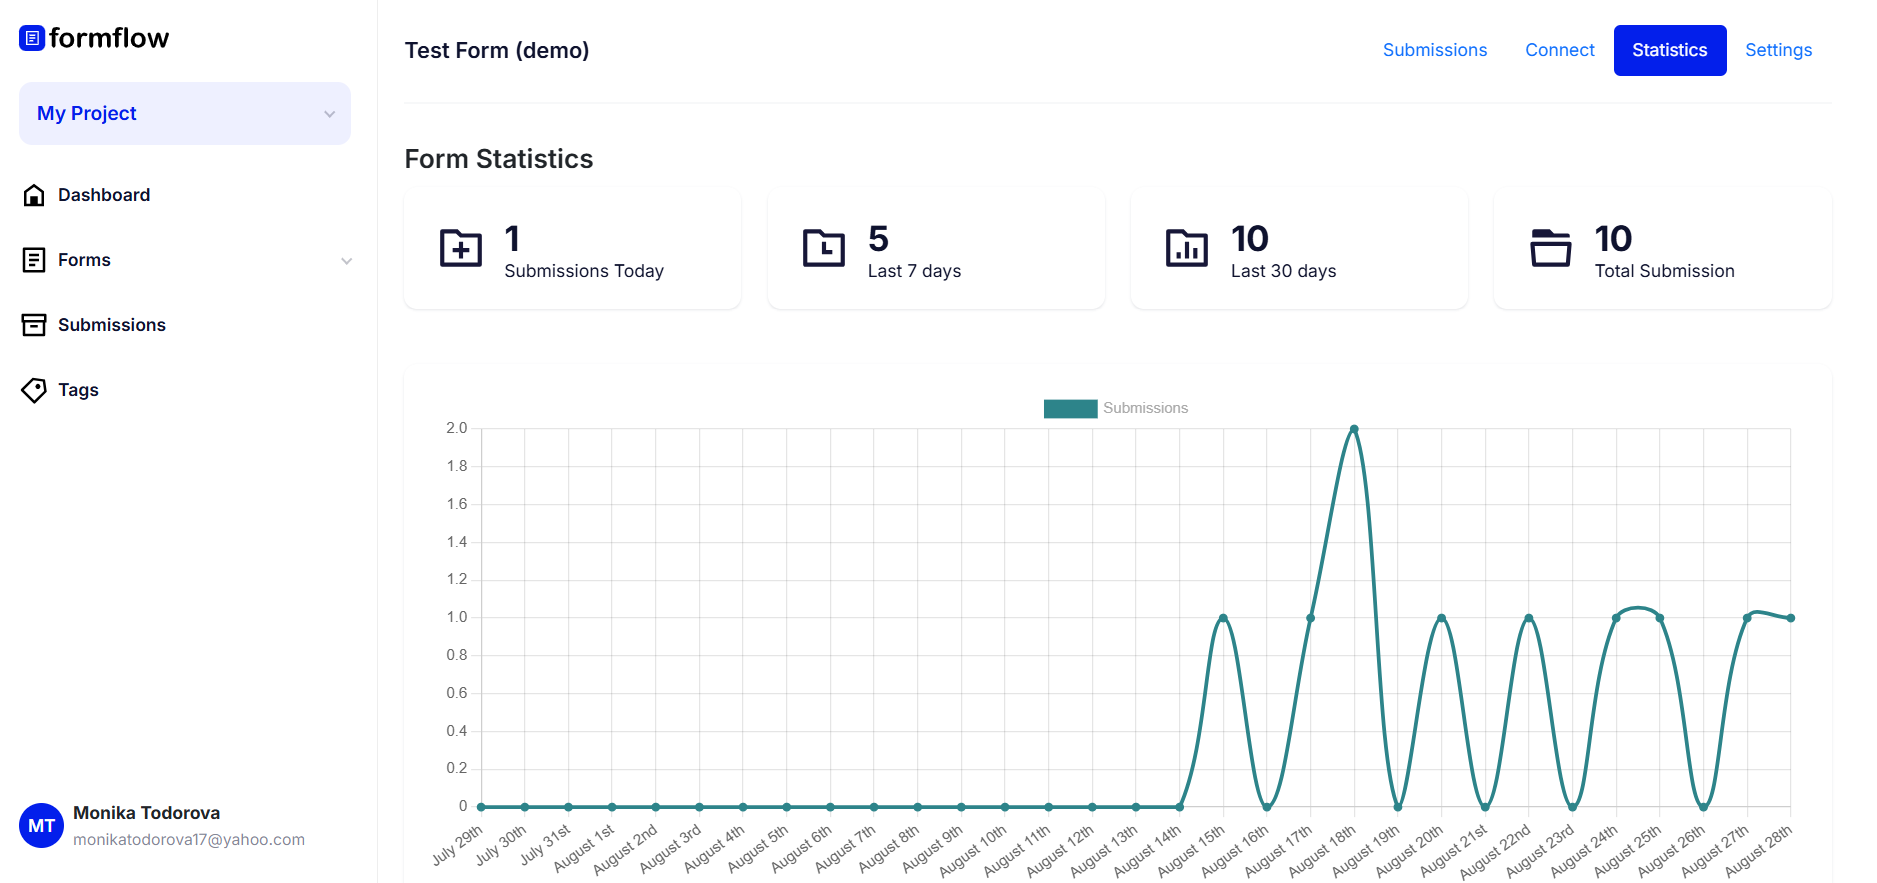 formflow
My Project
Dashboard
Forms
Submissions
Tags
MT
Monika Todorova
monikatodorova17@yahoo.com
Test Form (demo)
Submissions
Connect
Statistics
Settings
Form Statistics
1
Submissions Today
5
Last 7 days
10
Last 30 days
10
Total Submission
Submissions
2.0
1.8
1.6
1.4
1.2
1.0
0.8
0.6
0.4
0.2
0
July 29th
July 30th
July 31st
August 1st
August 2nd
August 3rd
August 4th
August 5th
August 6th
August 7th
August 8th
August 9th
August 10th
August 11th
August 12th
August 13th
August 14th
August 15th
August 16th
August 17th
August 18th
August 19th
August 20th
August 21st
August 22nd
August 23rd
August 24th
August 25th
August 26th
August 27th
August 28th